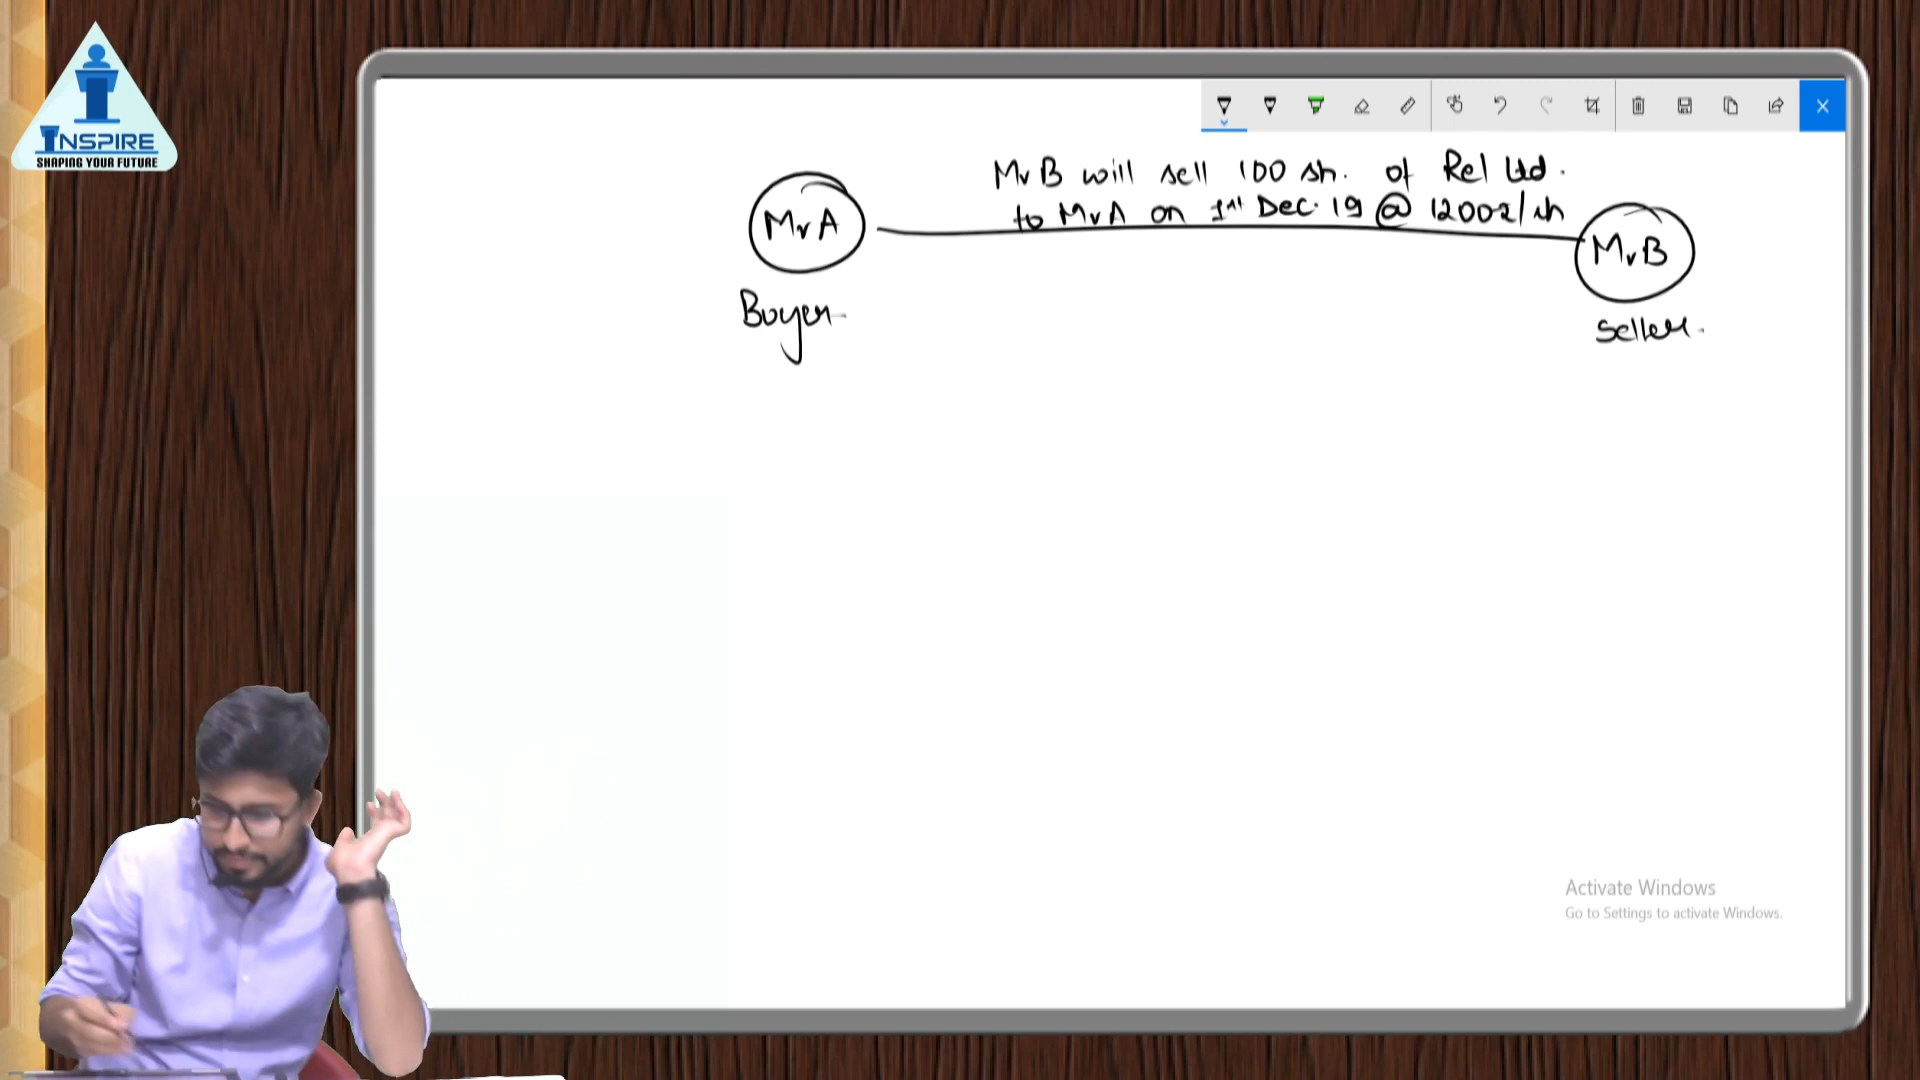 INSPIRE
SHAPING YOUR FUTURE
Mr B will sell 100 sh. of Rel Ltd.
to Mr A on 1st Dec. 19 @ 1200₹/sh
Mr A
Mr B
Buyer
Seller.
Activate Windows
Go to Settings to activate Windows.